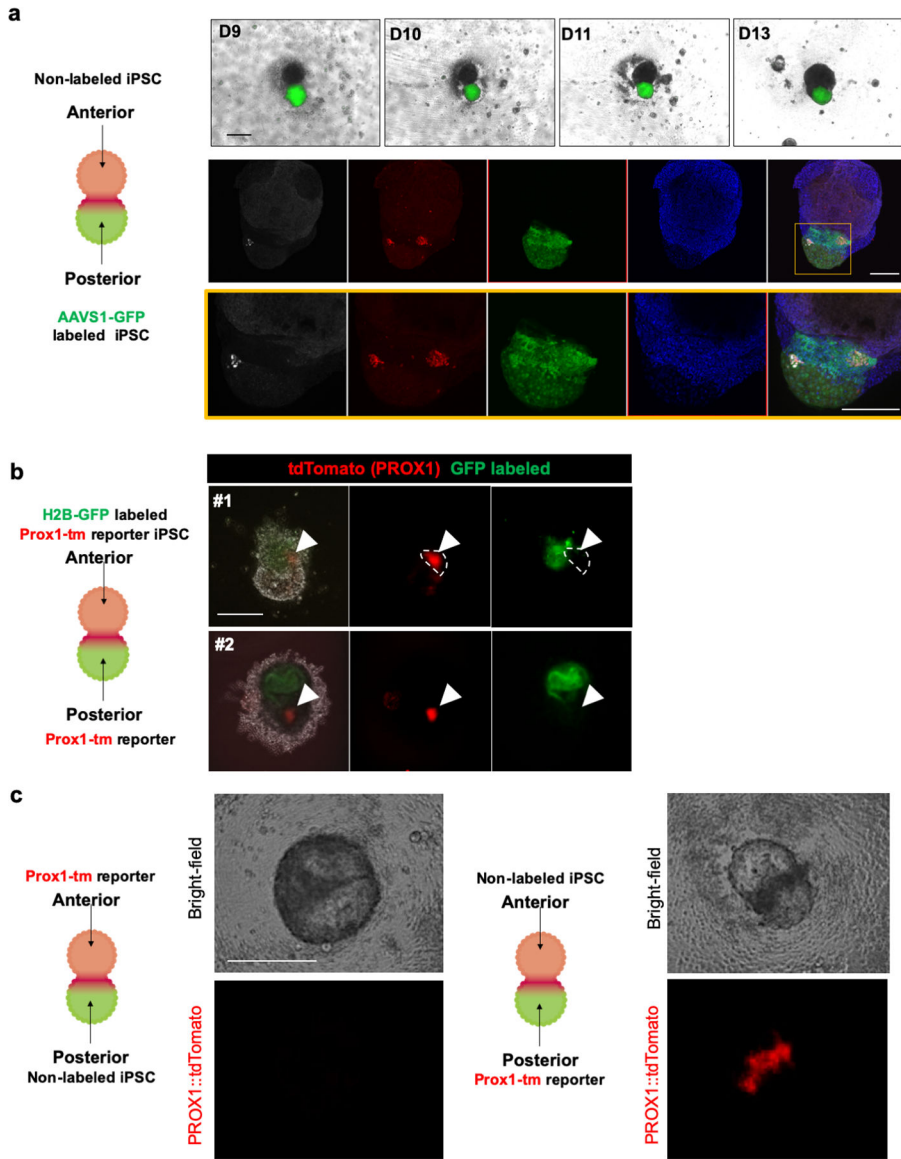 a
D9
D10
D11
D13
Non-labeled iPSC
Anterior
Posterior
AAVS1-GFP
labeled iPSC
b
tdTomato (PROX1) GFP labeled
#1
H2B-GFP labeled
Prox1-tm reporter iPSC
Anterior
#2
Posterior
Prox1-tm reporter
c
Prox1-tm reporter
Anterior
Posterior
Non-labeled iPSC
Bright-field
PROX1::tdTomato
Non-labeled iPSC
Anterior
Posterior
Prox1-tm reporter
Bright-field
PROX1::tdTomato